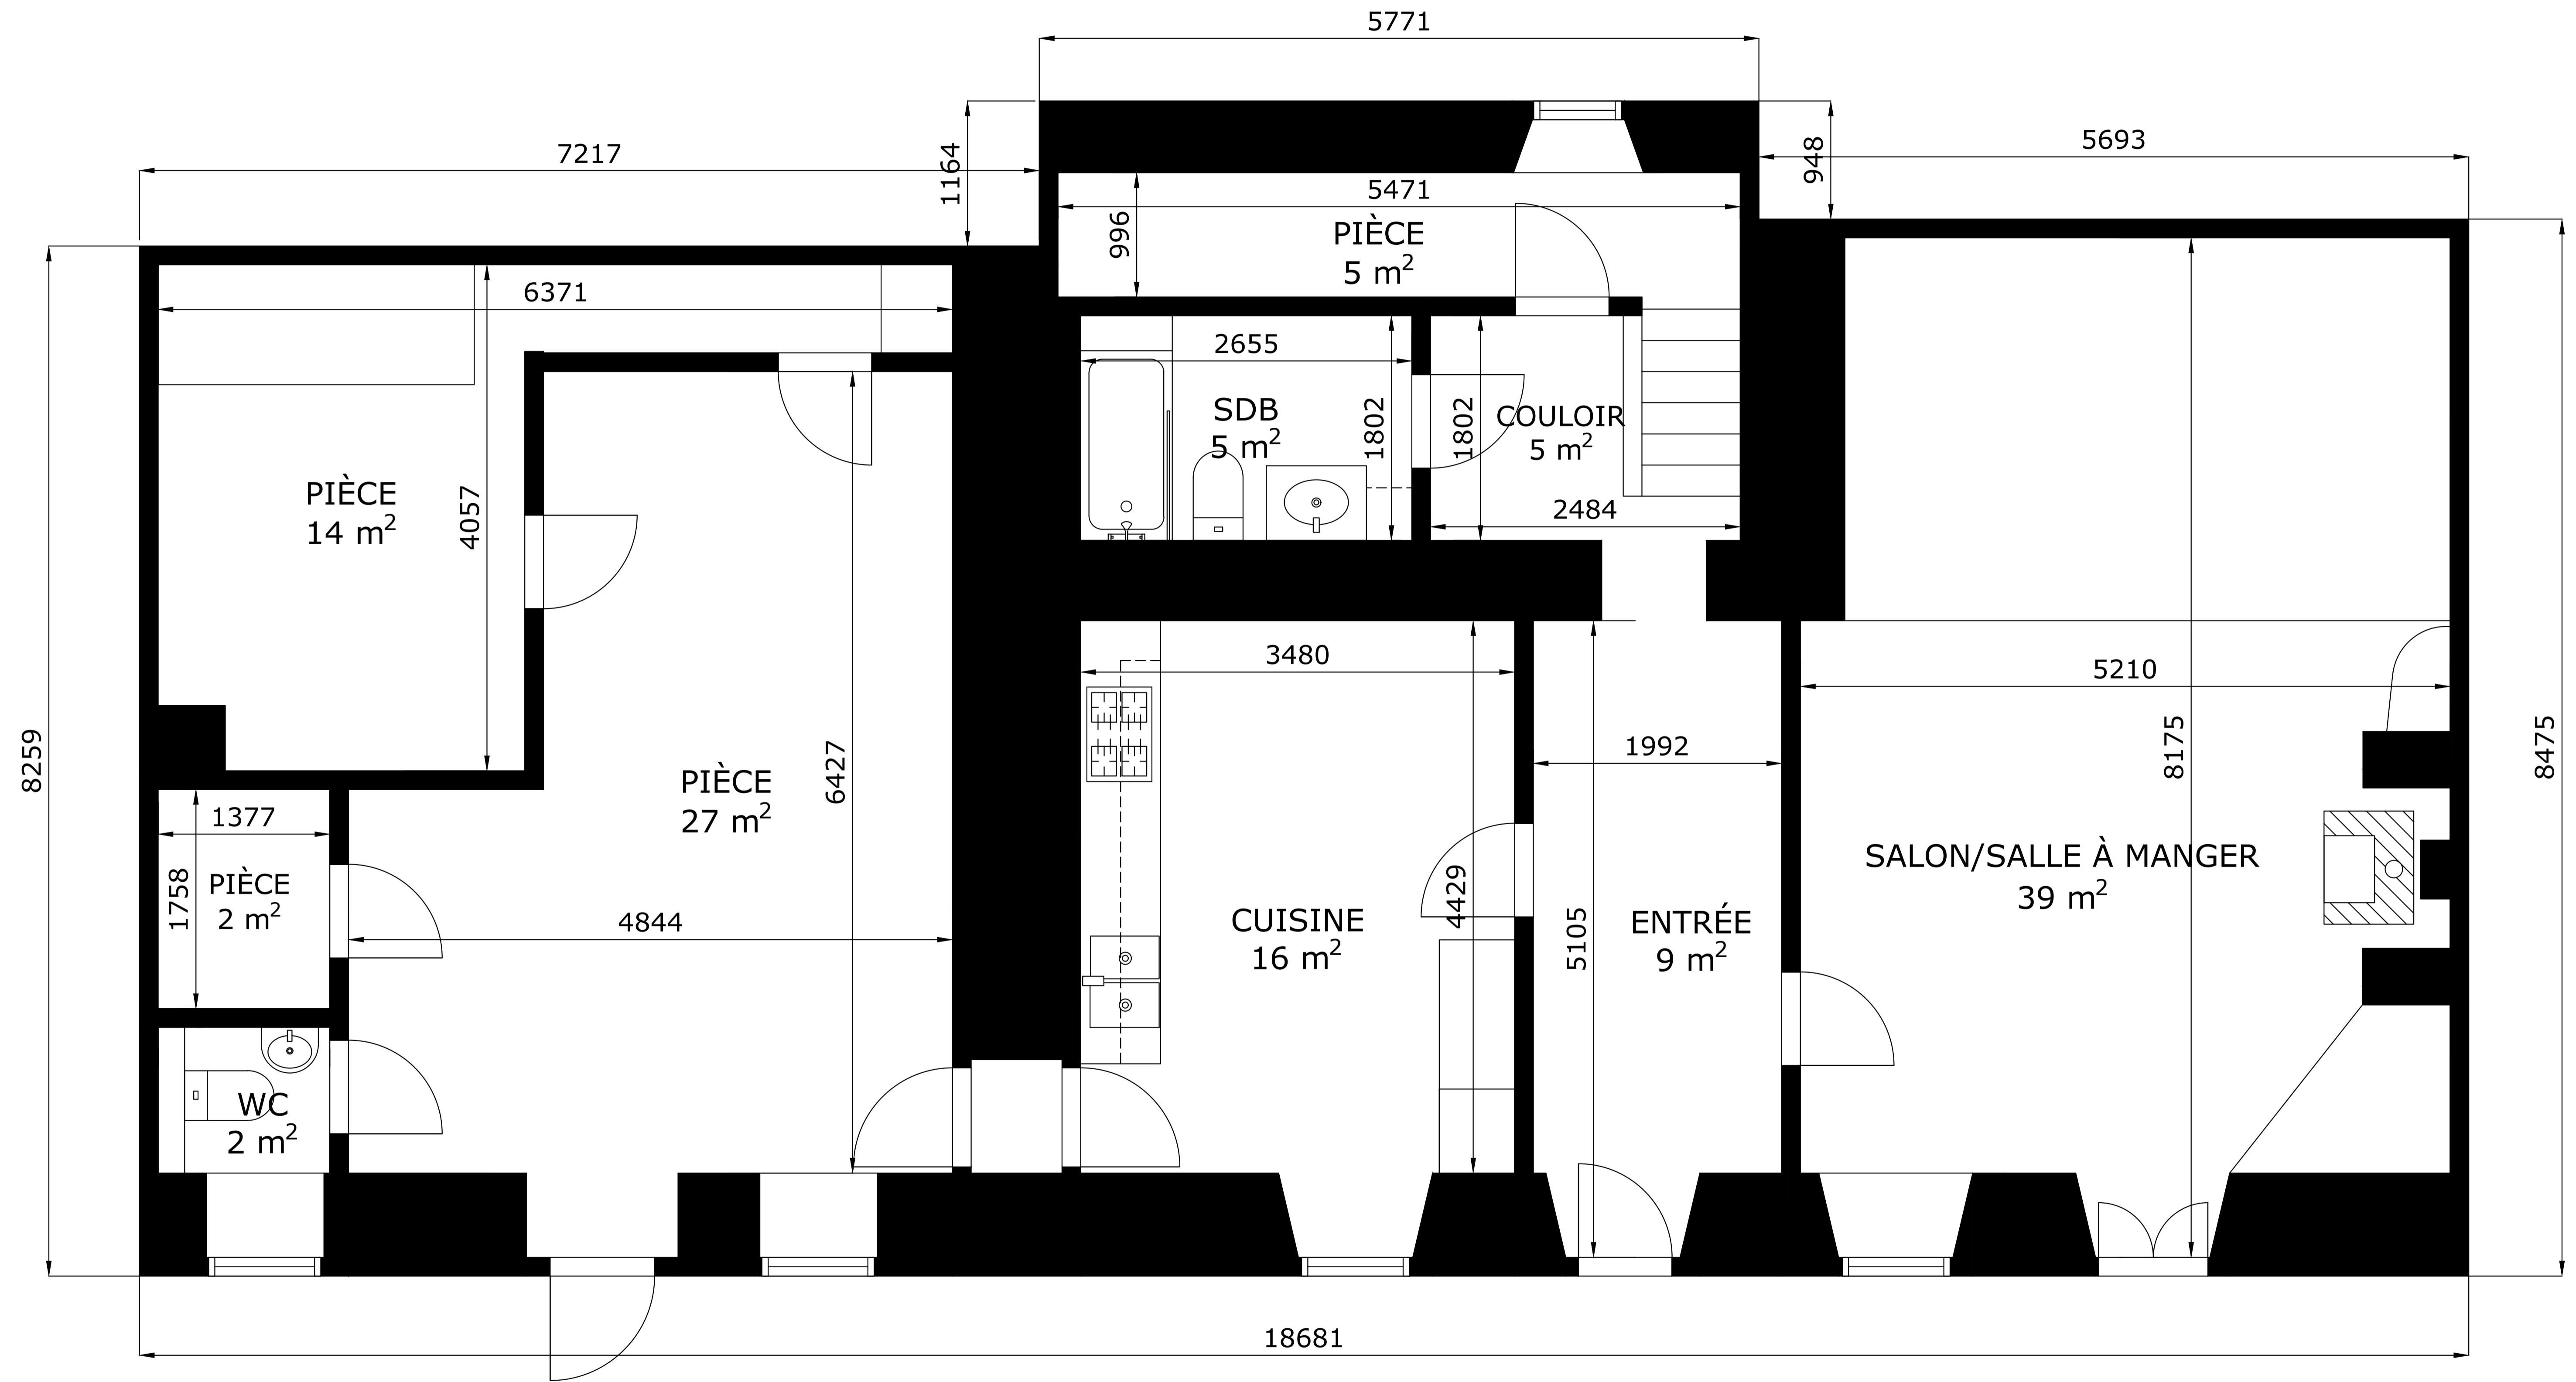 5771
7217
1164
948
5693
5471
996
PIÈCE
5 m²
6371
2655
SDB
5 m²
1802
1802
COULOIR
5 m²
2484
PIÈCE
14 m²
4057
3480
5210
8259
PIÈCE
27 m²
6427
1992
8175
8475
1377
1758
PIÈCE
2 m²
4844
CUISINE
16 m²
4429
5105
ENTRÉE
9 m²
SALON/SALLE À MANGER
39 m²
WC
2 m²
18681